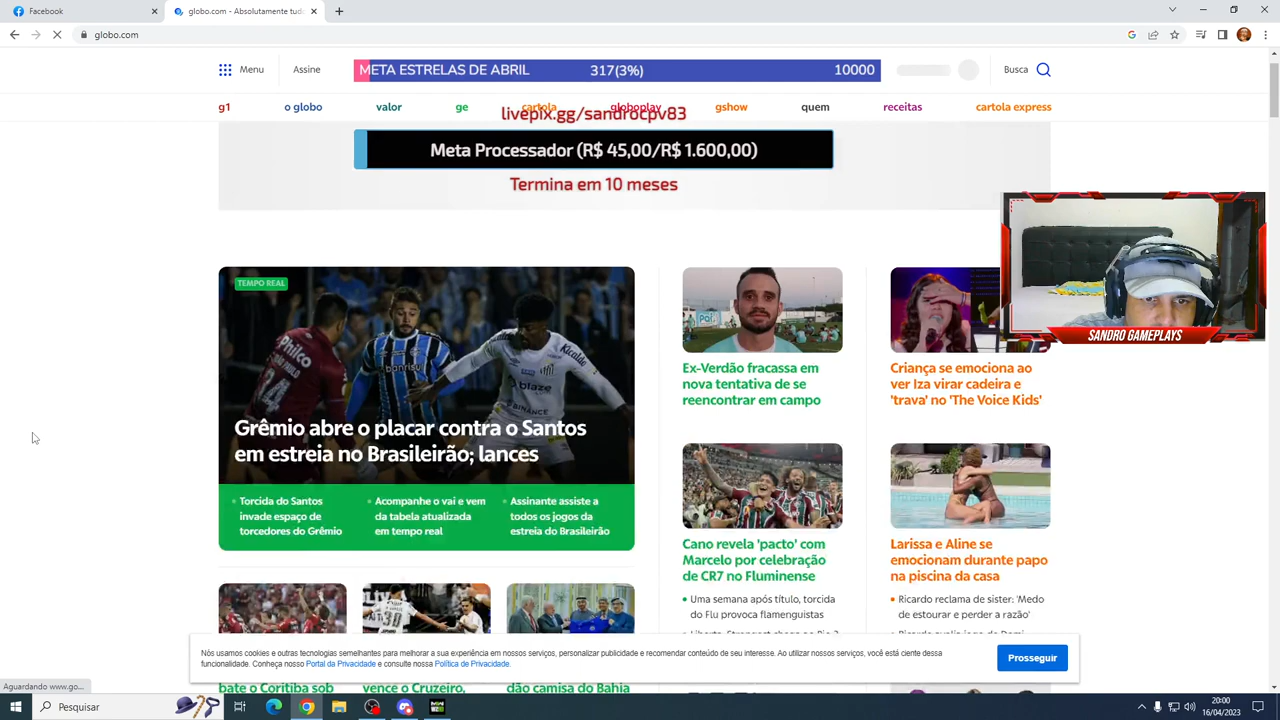 Facebook
globo.com - Absolutamente tud
globo.com
Menu
Assine
META ESTRELAS DE ABRIL 317(3%) 10000
Busca
g1
o globo
valor
ge
cartola
globoplay
gshow
quem
receitas
cartola express
livepix.gg/sandrocpv83
Meta Processador (R$ 45,00/R$ 1.600,00)
Termina em 10 meses
TEMPO REAL
Philco
banrisul
Kicaldo
blaze
BINANCE
Grêmio abre o placar contra o Santos
em estreia no Brasileirão; lances
Torcida do Santos
invade espaço de
torcedores do Grêmio
Acompanhe o vai e vem
da tabela atualizada
em tempo real
Assinante assiste a
todos os jogos da
estreia do Brasileirão
Ex-Verdão fracassa em
nova tentativa de se
reencontrar em campo
Criança se emociona ao
ver Iza virar cadeira e
'trava' no 'The Voice Kids'
SANDRO GAMEPLAYS
Cano revela 'pacto' com
Marcelo por celebração
de CR7 no Fluminense
Uma semana após título, torcida
do Flu provoca flamenguistas
Larissa e Aline se
emocionam durante papo
na piscina da casa
Ricardo reclama de sister: 'Medo
de estourar e perder a razão'
Nós usamos cookies e outras tecnologias semelhantes para melhorar a sua experiência em nossos serviços, personalizar publicidade e recomendar conteúdo de seu interesse. Ao utilizar nossos serviços, você está ciente dessa
funcionalidade. Conheça nosso Portal da Privacidade e consulte nossa Política de Privacidade.
Prosseguir
Aguardando www.go...
bate o Coritiba sob
vence o Cruzeiro,
dão camisa do Bahia
Pesquisar
20:00
16/04/2023